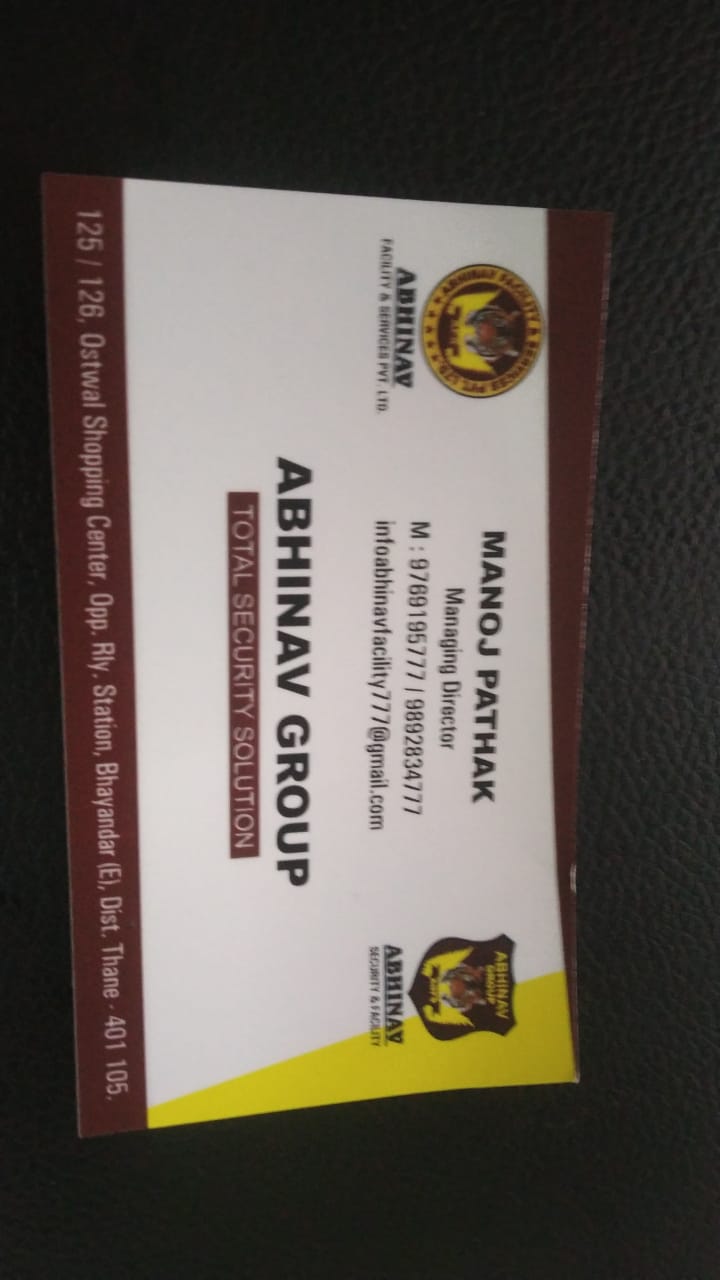 ABHINAV FACILITY & SERVICES PVT. LTD.
ABHINAV
FACILITY & SERVICES PVT. LTD.
MANOJ PATHAK
Managing Director
M : 9769195777 | 9892834777
infoabhinavfacility777@gmail.com
ABHINAV
GROUP
ABHINAV
SECURITY & FACILITY
ABHINAV GROUP
TOTAL SECURITY SOLUTION
125 / 126, Ostwal Shopping Center, Opp. Rly. Station, Bhayandar (E), Dist. Thane - 401 105.